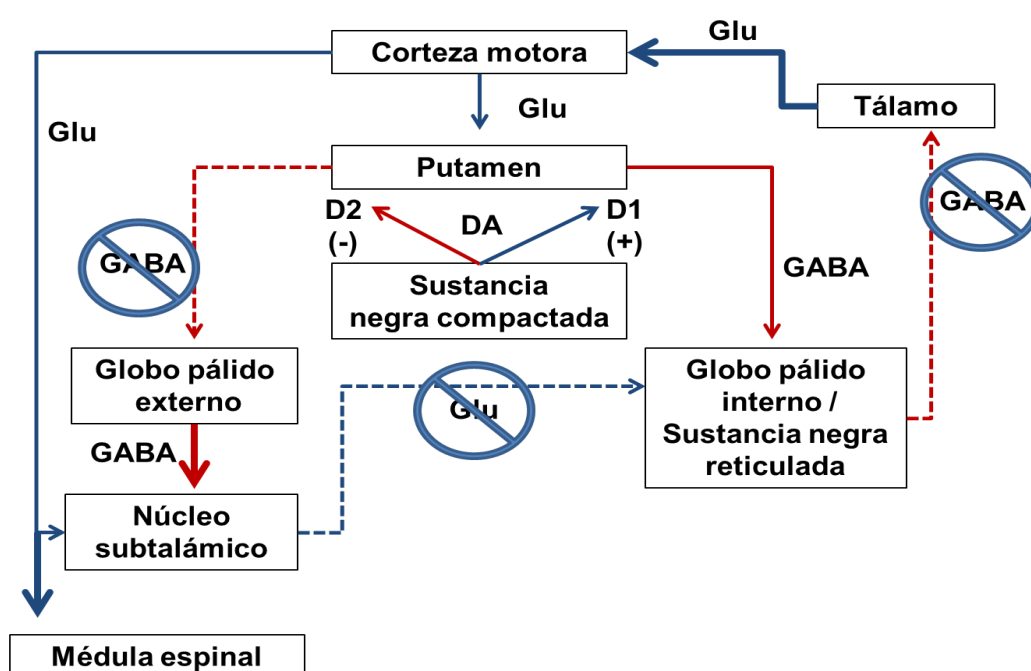 Corteza motora
Glu
Glu
Tálamo
Glu
Putamen
GABA
D2
(-)
DA
D1
(+)
GABA
GABA
Sustancia
negra compactada
Globo pálido
externo
Glu
Globo pálido
interno /
Sustancia negra
reticulada
GABA
Núcleo
subtalámico
Médula espinal